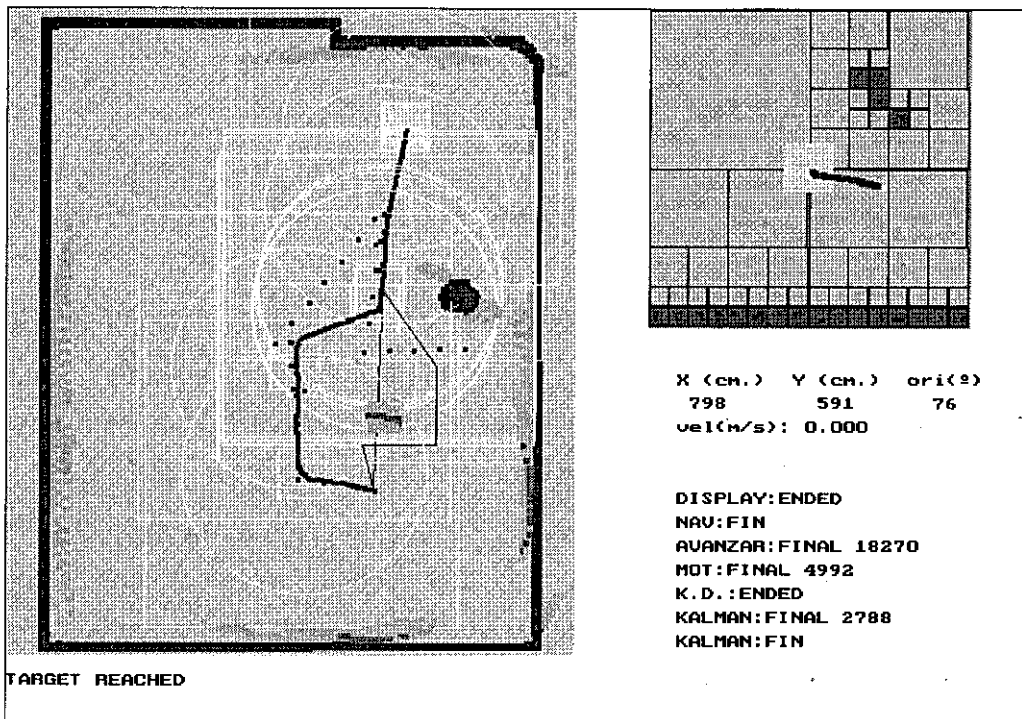 X (cm.) Y (cm.) ori(º)
798 591 76
vel(m/s): 0.000
DISPLAY:ENDED
NAV:FIN
AVANZAR:FINAL 18270
MOT:FINAL 4992
K.D.:ENDED
KALMAN:FINAL 2788
KALMAN:FIN
TARGET REACHED